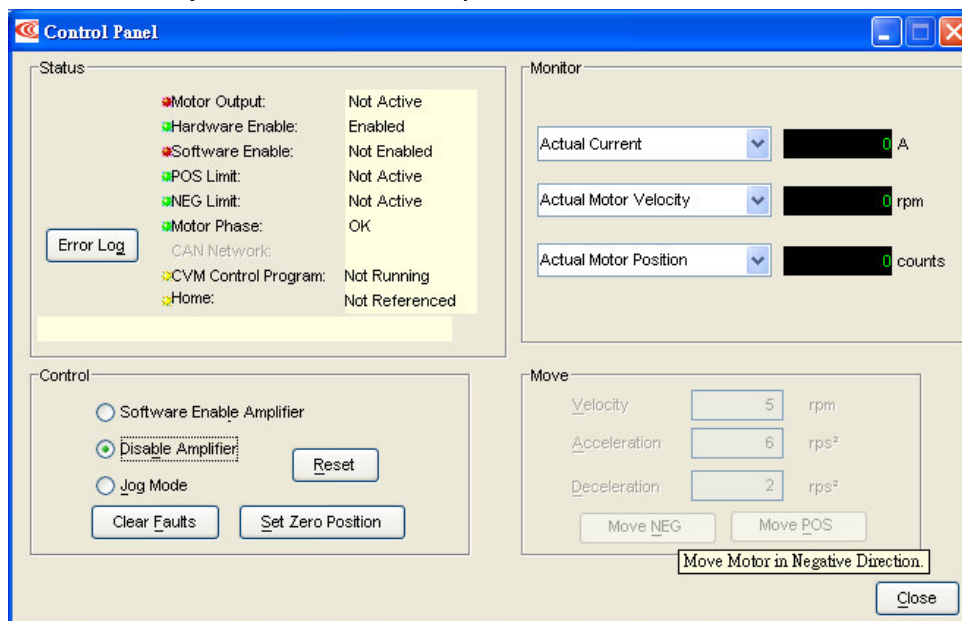 Control Panel
Status
Motor Output: Not Active
Hardware Enable: Enabled
Software Enable: Not Enabled
POS Limit: Not Active
NEG Limit: Not Active
Motor Phase: OK
Error Log
CAN Network:
CVM Control Program: Not Running
Home: Not Referenced
Monitor
Actual Current 0 A
Actual Motor Velocity 0 rpm
Actual Motor Position 0 counts
Control
Software Enable Amplifier
Disable Amplifier
Reset
Jog Mode
Clear Faults Set Zero Position
Move
Velocity 5 rpm
Acceleration 6 rps²
Deceleration 2 rps²
Move NEG Move POS
Move Motor in Negative Direction.
Close